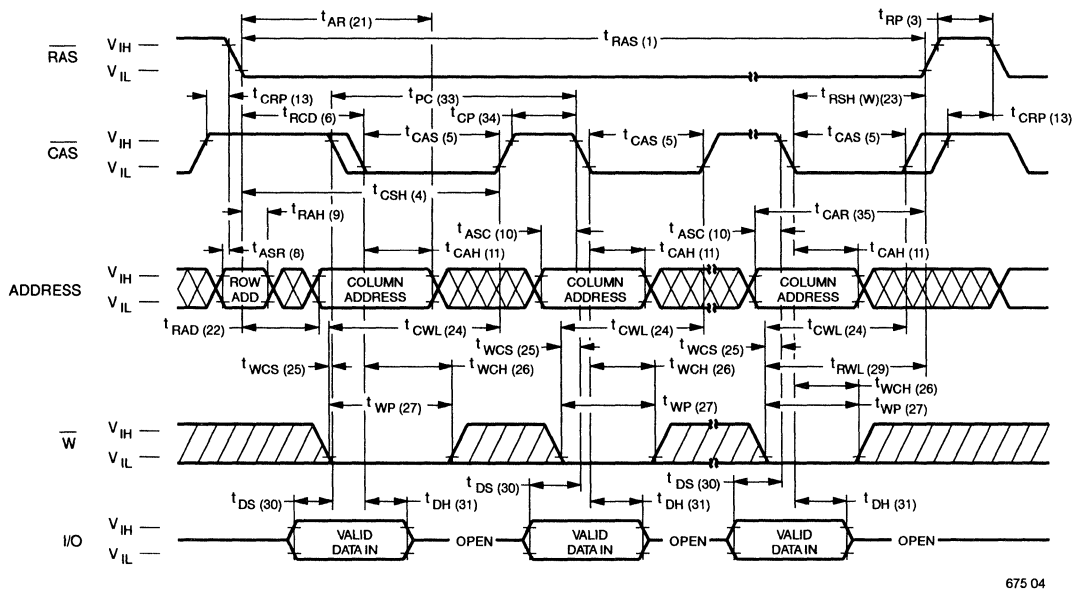 t AR (21)
t RAS (1)
t RP (3)
RAS
V IH
V IL
t CRP (13)
t RCD (6)
t PC (33)
t CP (34)
t RSH (W)(23)
t CRP (13)
CAS
V IH
V IL
t CAS (5)
t CAS (5)
t CAS (5)
t CSH (4)
t RAH (9)
t ASR (8)
t ASC (10)
t CAH (11)
t CAH (11)
t ASC (10)
t CAR (35)
t CAH (11)
ADDRESS
V IH
V IL
ROW ADD
COLUMN ADDRESS
COLUMN ADDRESS
COLUMN ADDRESS
t RAD (22)
t CWL (24)
t CWL (24)
t CWL (24)
t WCS (25)
t WCH (26)
t WCS (25)
t WCH (26)
t WCS (25)
t RWL (29)
t WCH (26)
t WP (27)
t WP (27)
t WP (27)
W
V IH
V IL
t DS (30)
t DH (31)
t DS (30)
t DH (31)
t DS (30)
t DH (31)
I/O
V IH
V IL
VALID DATA IN
OPEN
VALID DATA IN
OPEN
VALID DATA IN
OPEN
675 04